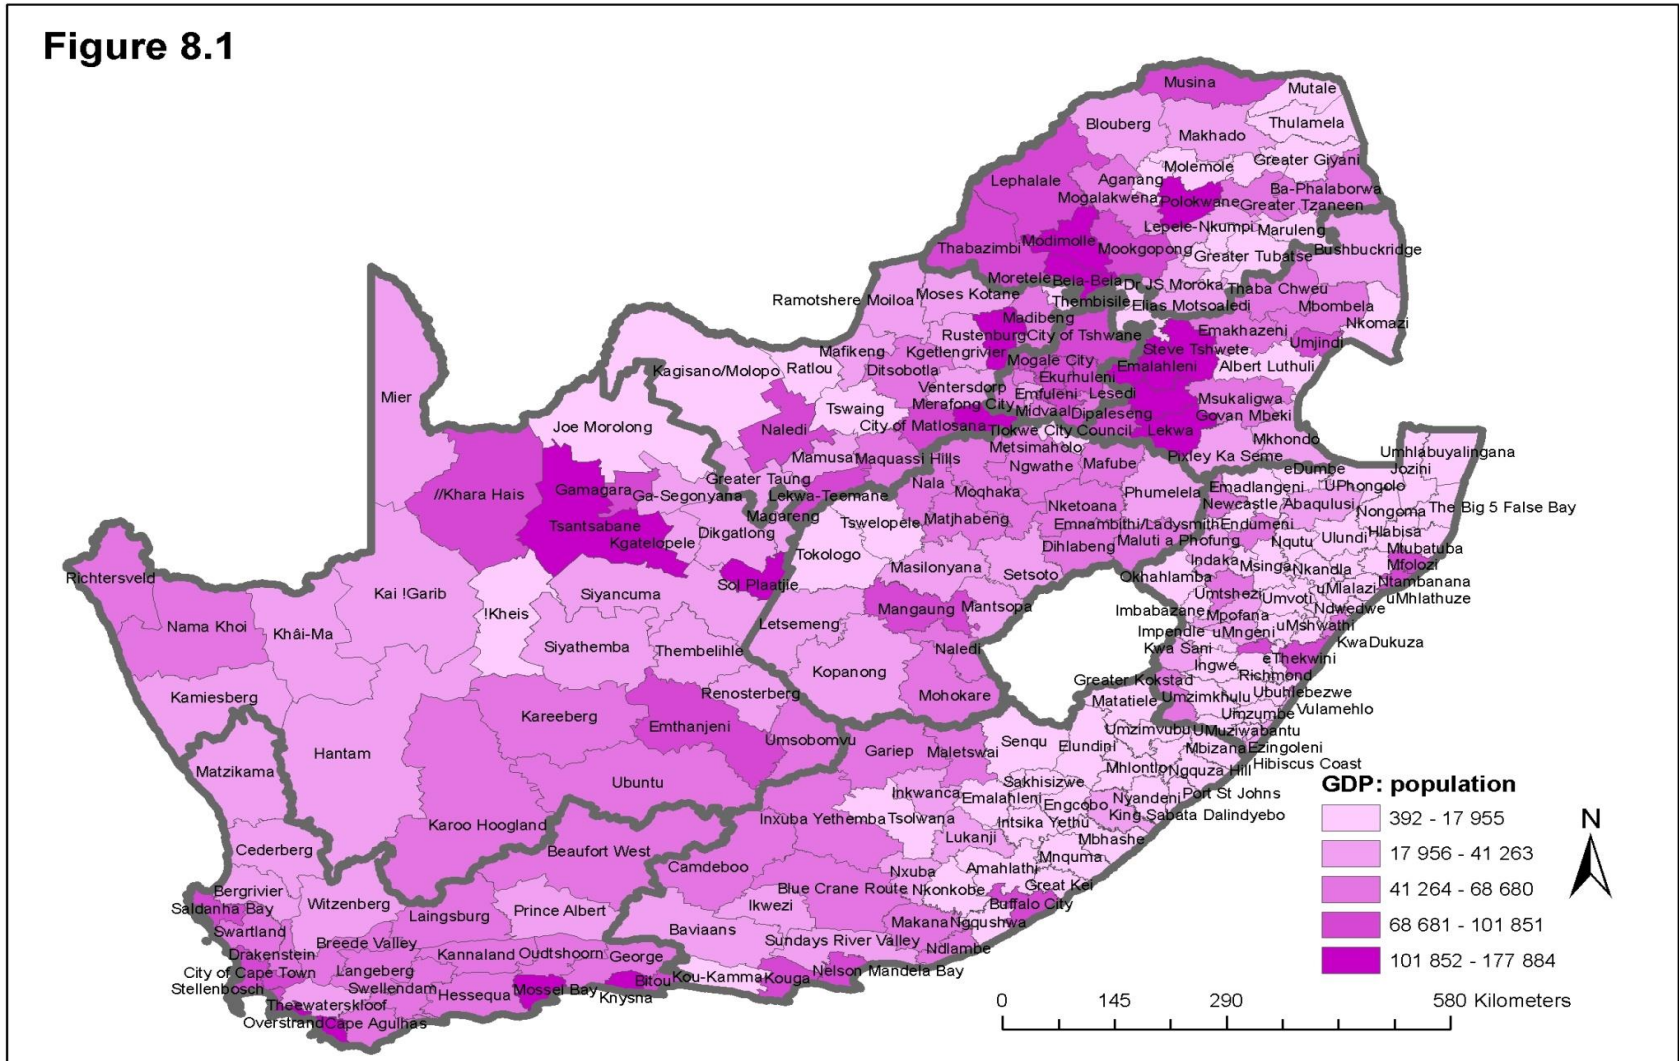 Figure 8.1
Musina
Mutale
Blouberg
Thulamela
Makhado
Greater Giyani
Molemole
Lephalale
Aganang
Ba-Phalaborwa
Mogalakwena
Polokwane
Greater Tzaneen
Lepele-Nkumpi
Maruleng
Modimolle
Thabazimbi
Mookgopong
Bushbuckridge
Greater Tubatse
Moretele
Bela-Bela
Dr JS Moroka
Thaba Chweu
Ramotshere Moiloa
Moses Kotane
Thembisile
Elias Motsoaledi
Mbombela
Madibeng
Nkomazi
Rustenburg
City of Tshwane
Emakhazeni
Umjindi
Mafikeng
Kgetlengrivier
Steve Tshwete
Mogale City
Kagisano/Molopo
Ratlou
Ditsobotla
Emalahleni
Albert Luthuli
Ekurhuleni
Ventersdorp
Emfuleni
Lesedi
Mier
Merafong City
Msukaligwa
Tswaing
Midvaal
Dipaleseng
Govan Mbeki
Joe Morolong
Naledi
City of Matlosana
Tlokwe City Council
Lekwa
Mkhondo
Metsimaholo
Umhlabuyalingana
Mamusa
Maquassi Hills
Ngwathe
Mafube
Pixley Ka Seme
eDumbe
Jozini
Greater Taung
Nala
Emadlangeni
UPhongolo
//Khara Hais
Gamagara
Ga-Segonyana
Lekwa-Teemane
Moqhaka
Phumelela
Newcastle
Abaqulusi
Nongoma
The Big 5 False Bay
Magareng
Nketoana
Tsantsabane
Dikgatlong
Tswelopele
Matjhabeng
Emnambithi/Ladysmith
Endumeni
Hlabisa
Kgatelopele
Maluti a Phofung
Nqutu
Ulundi
Tokologo
Dihlabeng
Mtubatuba
Indaka
Msinga
Nkandla
Mfolozi
Masilonyana
Setsoto
Richtersveld
Sol Plaatjie
Okhahlamba
Ntambanana
Kai !Garib
Siyancuma
Umtshezi
Umvoti
uMlalazi
uMhlathuze
!Kheis
Mangaung
Mantsopa
Imbabazane
Mpofana
Ndwedwe
Nama Khoi
Khâi-Ma
Letsemeng
Impendle
uMngeni
uMshwathi
KwaDukuza
Siyathemba
Thembelihle
Naledi
Kwa Sani
Ingwe
eThekwini
Kopanong
Richmond
Kamiesberg
Renosterberg
Mohokare
Greater Kokstad
Umzimkhulu
Ubuhlebezwe
Matatiele
Vulamehlo
Kareeberg
Emthanjeni
Umzumbe
Umzimvubu
UMuziwabantu
Umsobomvu
Senqu
Elundini
Mbizana
Ezingoleni
Hantam
Gariep
Maletswai
Hibiscus Coast
Matzikama
Mhlontlo
Ngquza Hill
Ubuntu
Sakhisizwe
Inkwanca
Emalahleni
Engcobo
Nyandeni
Port St Johns
Karoo Hoogland
Inxuba Yethemba
Tsolwana
Intsika Yethu
King Sabata Dalindyebo
Cederberg
Beaufort West
Lukanji
Mbhashe
Camdeboo
Mnquma
Nxuba
Amahlathi
Bergrivier
Blue Crane Route
Nkonkobe
Great Kei
Witzenberg
Ikwezi
Buffalo City
Saldanha Bay
Laingsburg
Prince Albert
Makana
Ngqushwa
Swartland
Baviaans
Breede Valley
Sundays River Valley
Ndlambe
Drakenstein
Kannaland
Oudtshoorn
George
City of Cape Town
Langeberg
Bitou
Kou-Kamma
Kouga
Nelson Mandela Bay
Stellenbosch
Swellendam
Hessequa
Mossel Bay
Knysna
Theewaterskloof
Overstrand
Cape Agulhas
GDP: population
392 - 17 955
17 956 - 41 263
41 264 - 68 680
68 681 - 101 851
101 852 - 177 884
N
0 145 290 580 Kilometers